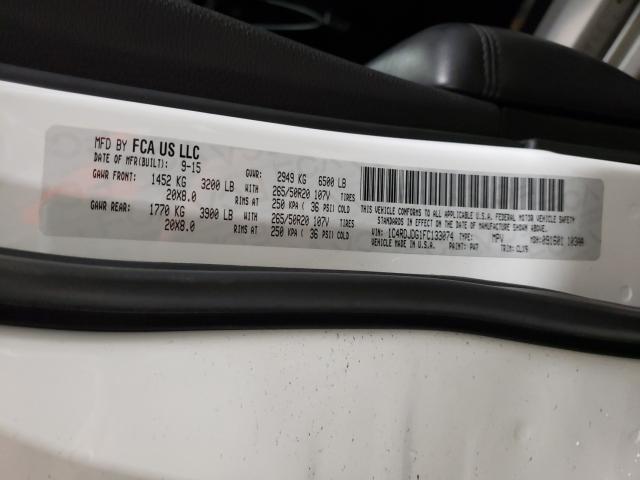 MFD BY FCA US LLC
DATE OF MFR(BUILT): 9-15 GVWR: 2949 KG 6500 LB
GAWR FRONT: 1452 KG 3200 LB WITH 265/50R20 107V TIRES
20X8.0 RIMS AT 250 KPA ( 36 PSI) COLD
GAWR REAR: 1770 KG 3900 LB WITH 265/50R20 107V TIRES
20X8.0 RIMS AT 250 KPA ( 36 PSI) COLD
THIS VEHICLE CONFORMS TO ALL APPLICABLE U.S.A. FEDERAL MOTOR VEHICLE SAFETY
STANDARDS IN EFFECT ON THE DATE OF MANUFACTURE SHOWN ABOVE.
VIN: 1C4RDJDG1FC133074 TYPE: MPV MDH:091501 103AA
VEHICLE MADE IN U.S.A. PAINT: PW7 TRIM: